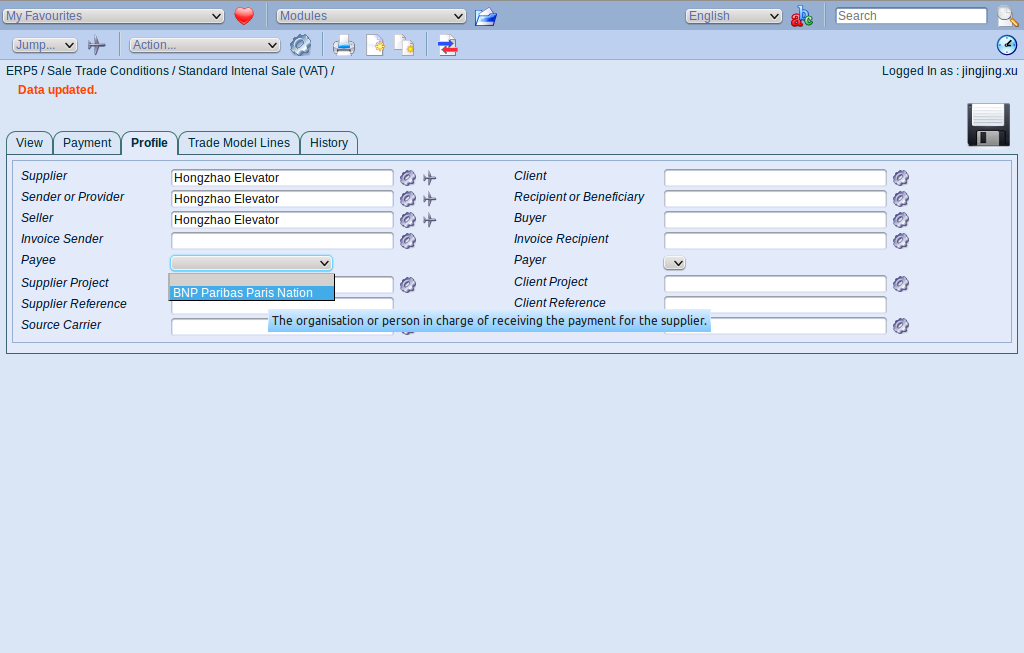 My Favourites Modules English Search
Jump... Action...
ERP5 / Sale Trade Conditions / Standard Intenal Sale (VAT) / Logged In as : jingjing.xu
Data updated.
View Payment Profile Trade Model Lines History
Supplier Hongzhao Elevator Client
Sender or Provider Hongzhao Elevator Recipient or Beneficiary
Seller Hongzhao Elevator Buyer
Invoice Sender Invoice Recipient
Payee Payer
Supplier Project Client Project
BNP Paribas Paris Nation
Supplier Reference Client Reference
Source Carrier
The organisation or person in charge of receiving the payment for the supplier.